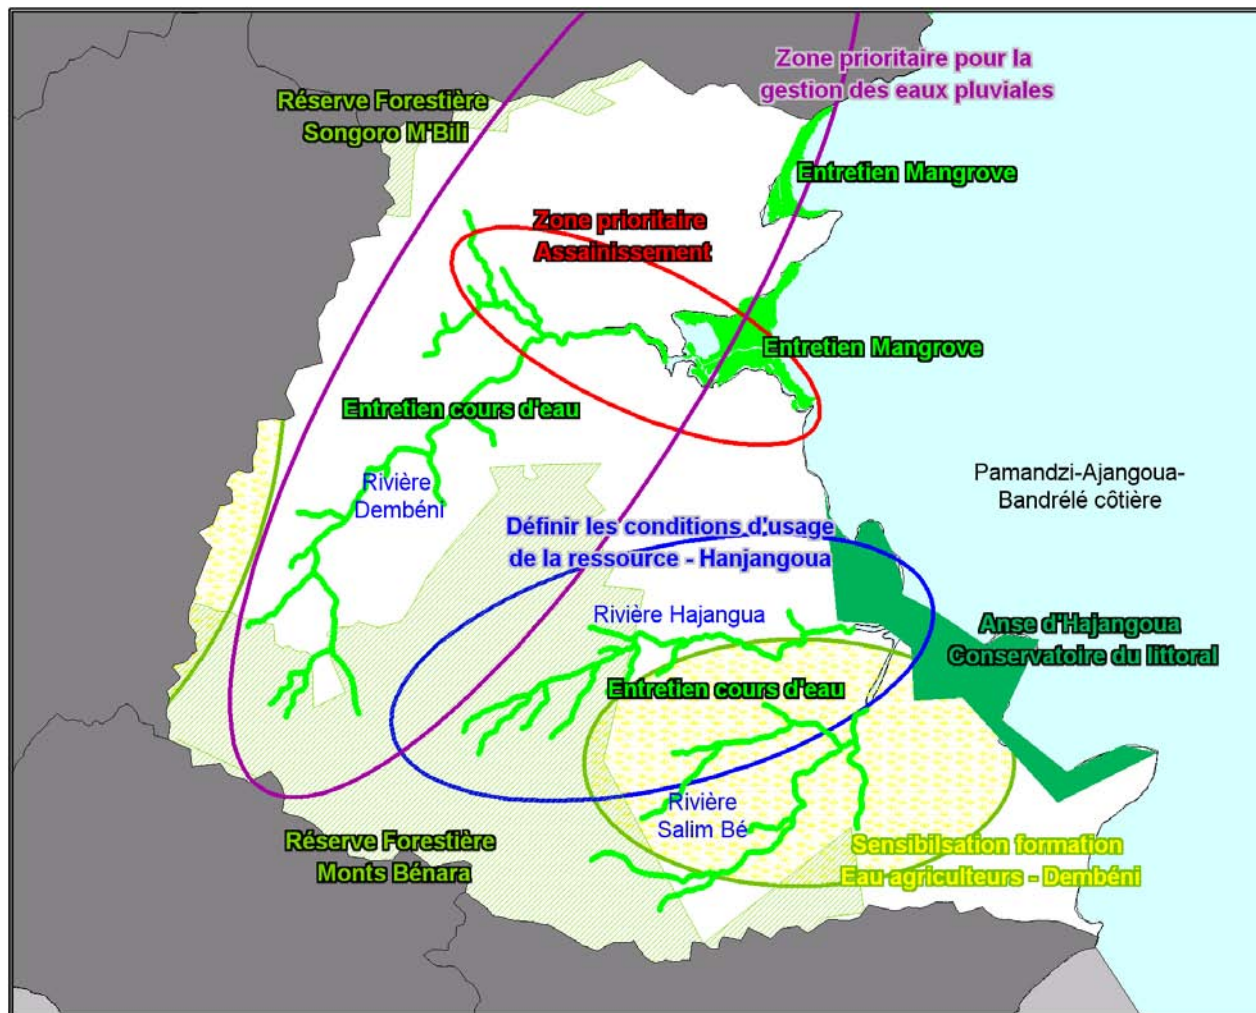 Zone prioritaire pour la
gestion des eaux pluviales
Réserve Forestière
Songoro M'Bili
Entretien Mangrove
Zone prioritaire
Assainissement
Entretien Mangrove
Entretien cours d'eau
Rivière
Dembéni
Pamandzi-Ajangoua-
Bandrélé côtière
Définir les conditions d'usage
de la ressource - Hanjangoua
Rivière Hajangua
Anse d'Hajangoua
Conservatoire du littoral
Entretien cours d'eau
Rivière
Salim Bé
Réserve Forestière
Monts Bénara
Sensibilsation formation
Eau agriculteurs - Dembéni